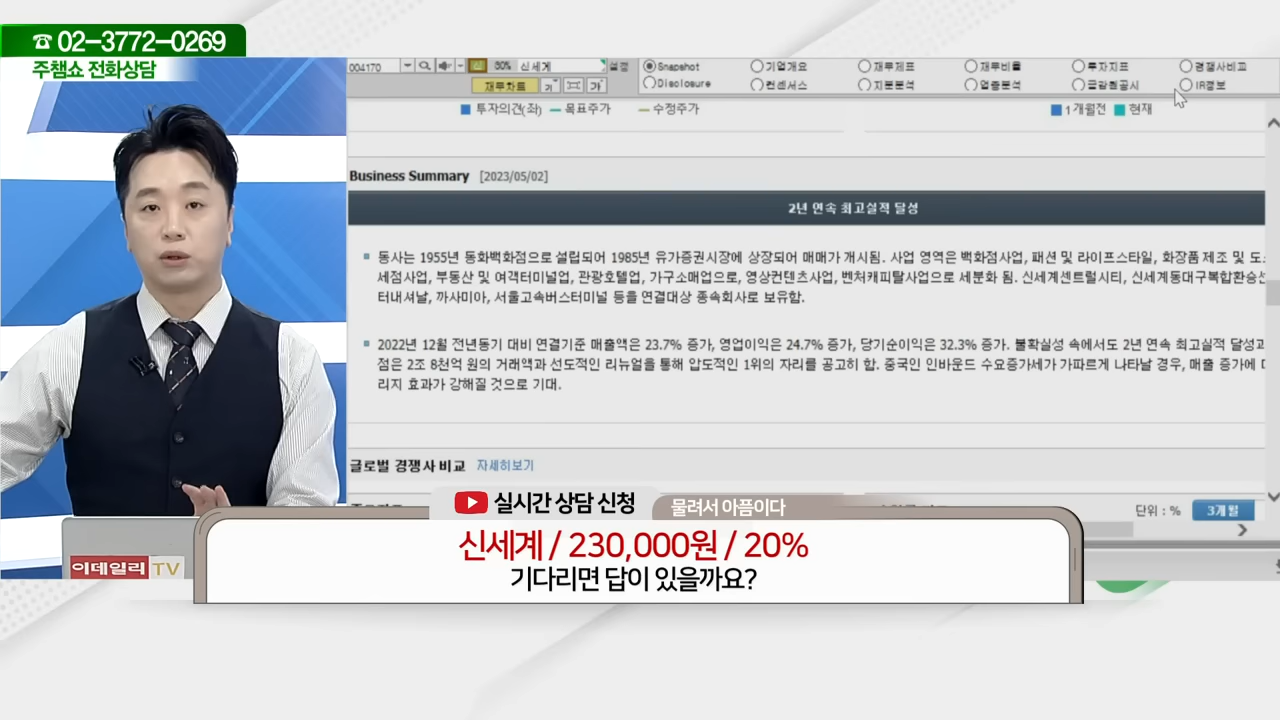 ☎ 02-3772-0269
주챔쇼 전화상담
004170 80% 신세계 설정
Snapshot 기업개요 재무제표 재무비율 투자지표 경쟁사비교
재무차트
Disclosure 컨센서스 지분분석 업종분석 금감원공시 IR정보
투자의견(좌) 목표주가 수정주가 1개월전 현재
Business Summary [2023/05/02]
2년 연속 최고실적 달성
동사는 1955년 동화백화점으로 설립되어 1985년 유가증권시장에 상장되어 매매가 개시됨. 사업 영역은 백화점사업, 패션 및 라이프스타일, 화장품 제조 및 도
세점사업, 부동산 및 여객터미널업, 관광호텔업, 가구소매업으로, 영상컨텐츠사업, 벤처캐피탈사업으로 세분화 됨. 신세계센트럴시티, 신세계동대구복합환승선
터내셔날, 까사미아, 서울고속버스터미널 등을 연결대상 종속회사로 보유함.
2022년 12월 전년동기 대비 연결기준 매출액은 23.7% 증가, 영업이익은 24.7% 증가, 당기순이익은 32.3% 증가. 불확실성 속에서도 2년 연속 최고실적 달성과
점은 2조 8천억 원의 거래액과 선도적인 리뉴얼을 통해 압도적인 1위의 자리를 공고히 함. 중국인 인바운드 수요증가세가 가파르게 나타날 경우, 매출 증가에
리지 효과가 강해질 것으로 기대.
글로벌 경쟁사 비교 자세히보기
단위 : % 3개월
실시간 상담 신청 물려서 아픔이다
신세계 / 230,000원 / 20%
기다리면 답이 있을까요?
이데일리 TV